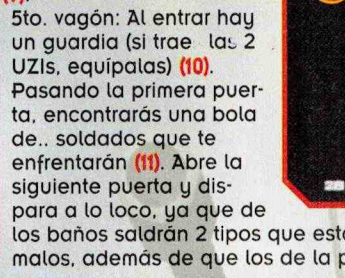 5to. vagón: Al entrar hay
un guardia (si trae las 2
UZIs, equípalas) (10).
Pasando la primera puer-
ta, encontrarás una bola
de.. soldados que te
enfrentarán (11). Abre la
siguiente puerta y dis-
para a lo loco, ya que de
los baños saldrán 2 tipos que
malos, además de que los de la